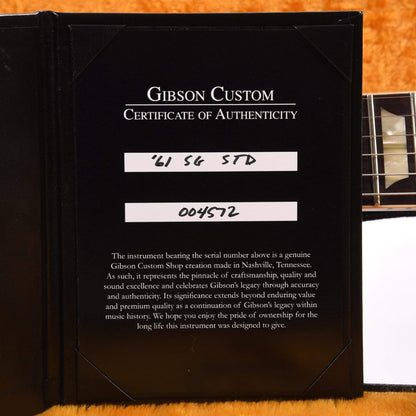 GIBSON CUSTOM
CERTIFICATE OF AUTHENTICITY
'61 SG STD
004572
The instrument bearing the serial number above is a genuine
Gibson Custom Shop creation made in Nashville, Tennessee.
As such, it represents the pinnacle of craftsmanship, quality and
sound excellence and celebrates Gibson's legacy through accuracy
and authenticity. Its significance extends beyond enduring value
and premium quality as a continuation of Gibson's legacy within
music history. We hope you enjoy the pride of ownership for the
long life this instrument was designed to give.